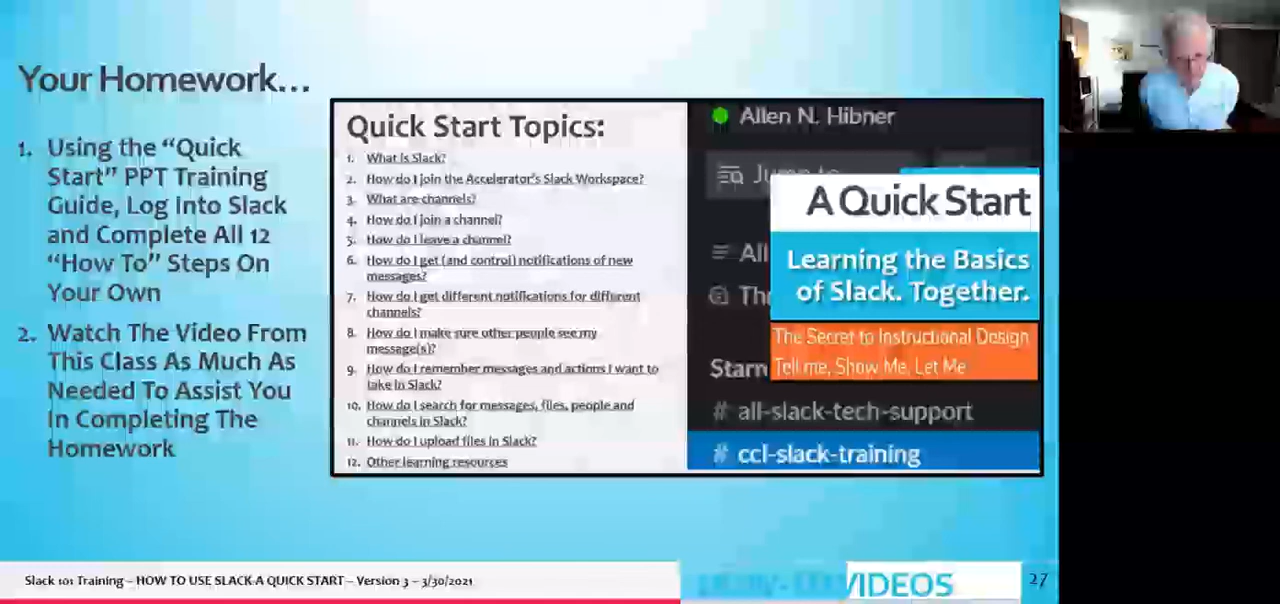 Your Homework...
1. Using the “Quick
Start” PPT Training
Guide, Log Into Slack
and Complete All 12
“How To” Steps On
Your Own
2. Watch The Video From
This Class As Much As
Needed To Assist You
In Completing The
Homework
Quick Start Topics:
1. What is Slack?
2. How do I join the Accelerator's Slack Workspace?
3. What are channels?
4. How do I join a channel?
5. How do I leave a channel?
6. How do I get (and control) notifications of new
messages?
7. How do I get different notifications for different
channels?
8. How do I make sure other people see my
message(s)?
9. How do I remember messages and actions I want to
take in Slack?
10. How do I search for messages, files, people and
channels in Slack?
11. How do I upload files in Slack?
12. Other learning resources
Allen N. Hibner
Jump to
A Quick Start
All
Learning the Basics
of Slack. Together.
Thr
The Secret to Instructional Design
Tell me, Show Me, Let Me
Starr
# all-slack-tech-support
# ccl-slack-training
Slack 101 Training – HOTO TO USE SLACK-A QUICK START – Version 3 – 3/30/2021
VIDEOS
27